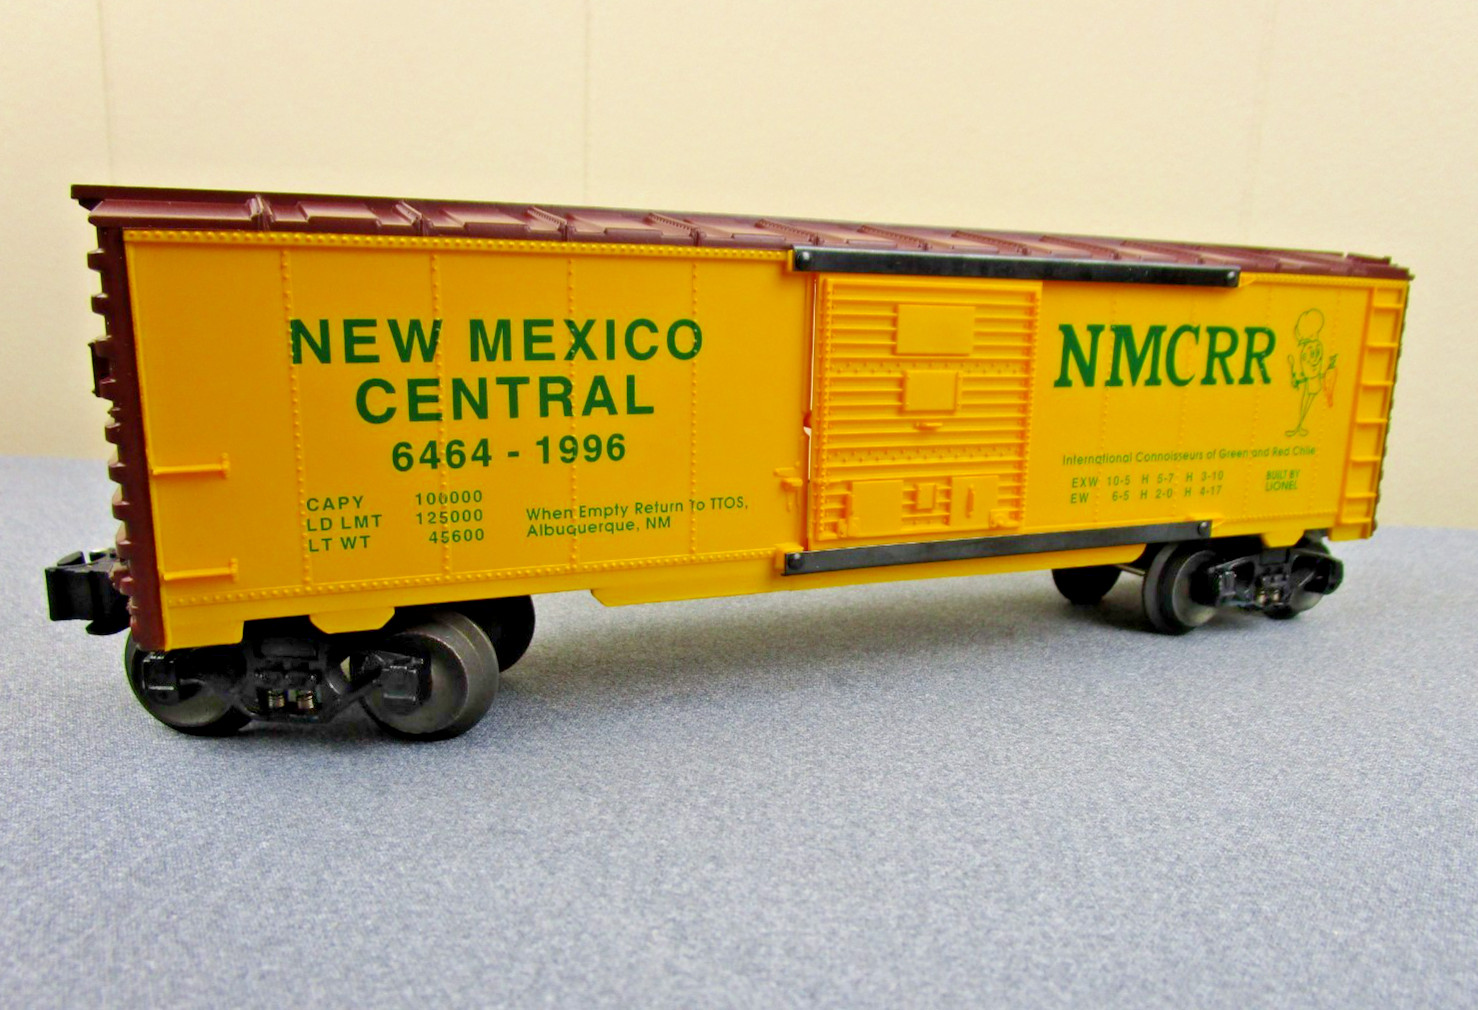 NEW MEXICO
CENTRAL
6464 - 1996
CAPY 100000
LD LMT 125000
LT WT 45600
When Empty Return To TTOS,
Albuquerque, NM
NMCRR
International Connoisseurs of Green and Red Chile
EXW 10-5 H 5-7 H 3-10
EW 6-5 H 2-0 H 4-17
BUILT BY
LIONEL